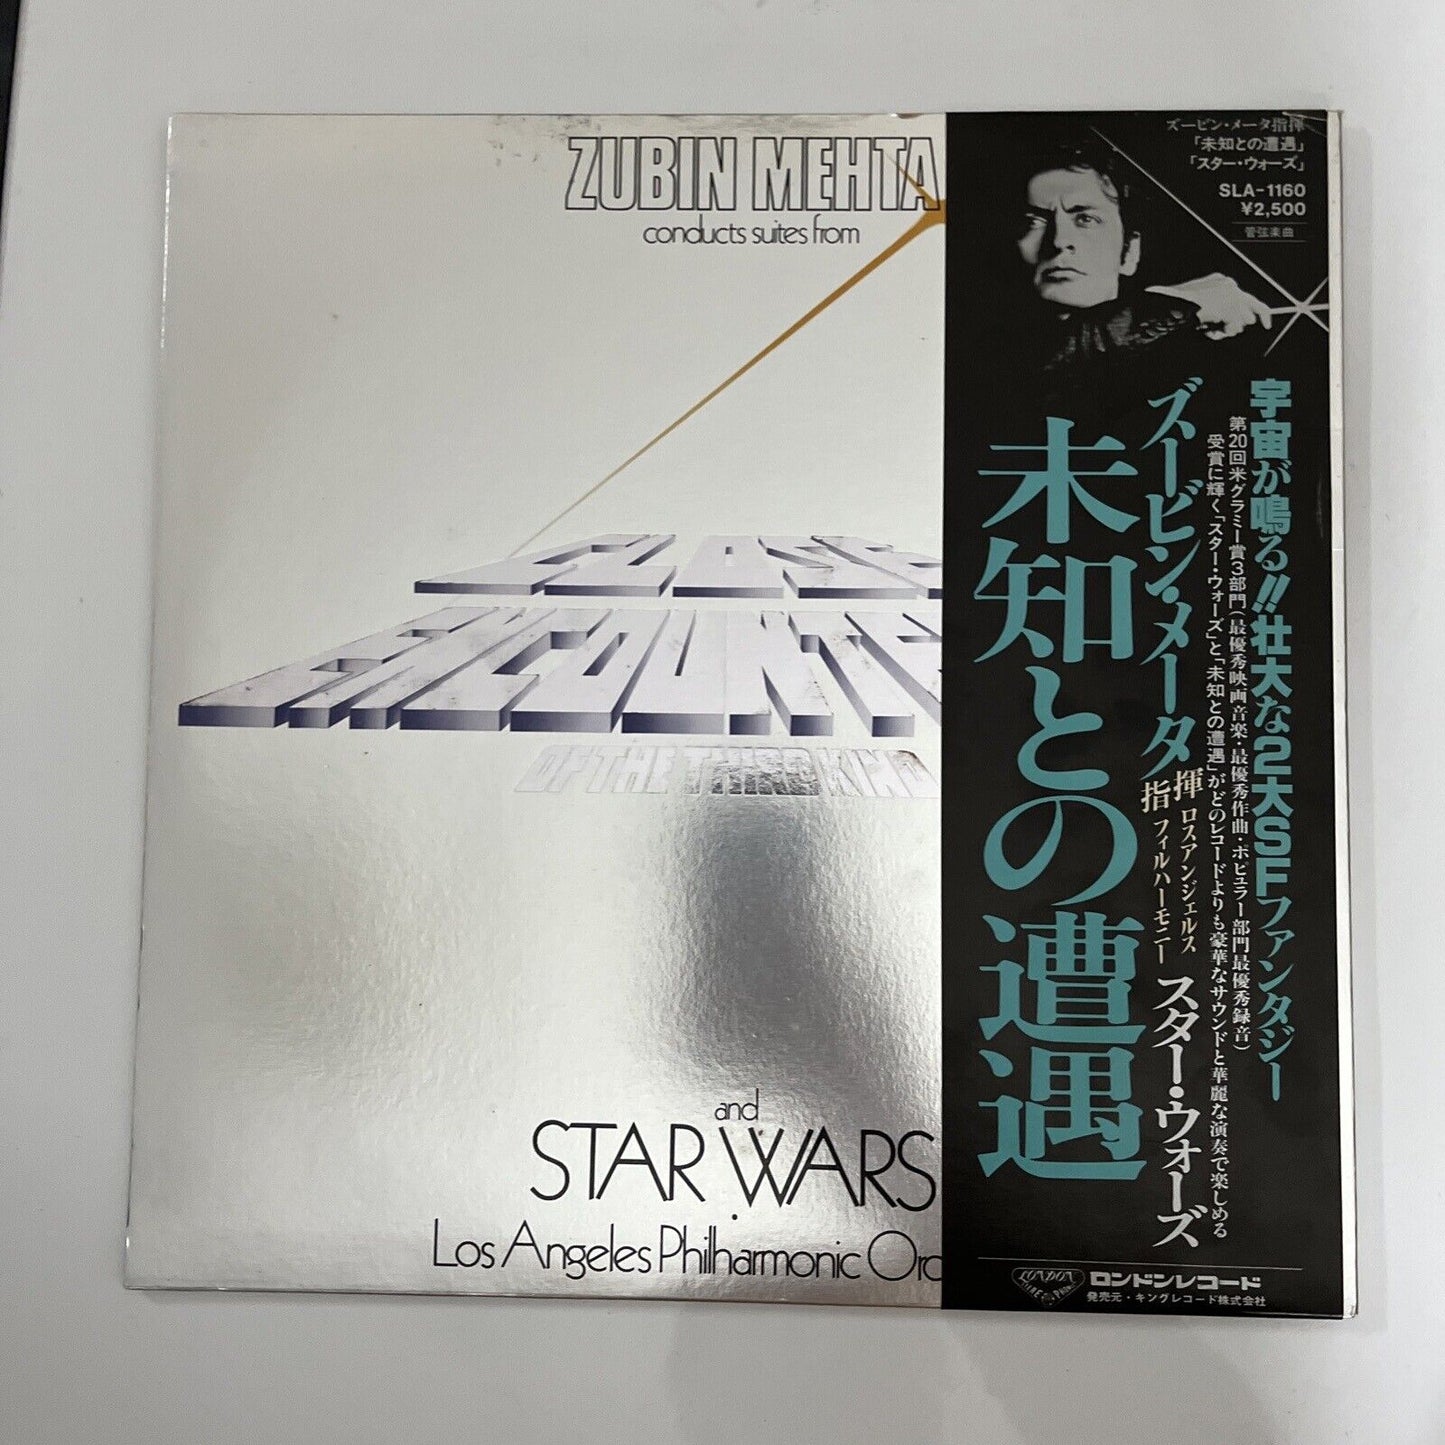 ZUBIN MEHTA
conducts suites from
CLOSE
ENCOUNTE
OF THE THIRD KIND
and
STAR WARS
Los Angeles Philharmonic Orc
ズービン・メータ指揮
「未知との遭遇」
「スター・ウォーズ」
SLA-1160
¥2,500
管弦楽曲
宇宙が鳴る!!壮大な2大SFファンタジー
第20回米グラミー賞3部門(最優秀映画音楽・最優秀作曲・ポピュラー部門最優秀録音)
受賞に輝く「スター・ウォーズ」と「未知との遭遇」がどのレコードよりも豪華なサウンドと華麗な演奏で楽しめる
ズービン・メータ 指揮
ロスアンジェルス
フィルハーモニー
スター・ウォーズ
未知との遭遇
LONDON
ロンドンレコード
発売元・キングレコード株式会社